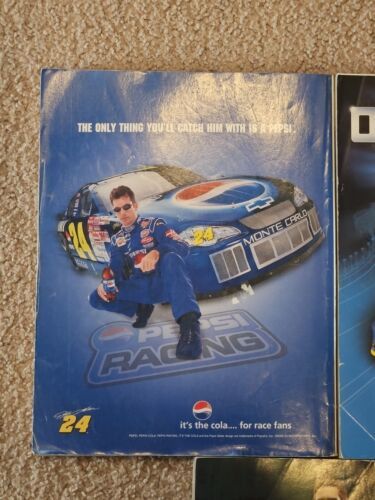 THE ONLY THING YOU'LL CATCH HIM WITH IS A PEPSI.
24
24
MONTE CARLO
PEPSI
RACING
24
it's the cola.... for race fans